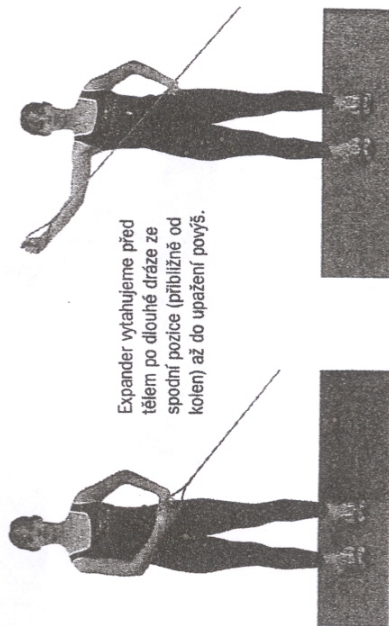 Expander vytahujeme před
tělem po dlouhé dráze ze
spodní pozice (přibližně od
kolen) až do upažení povýš.